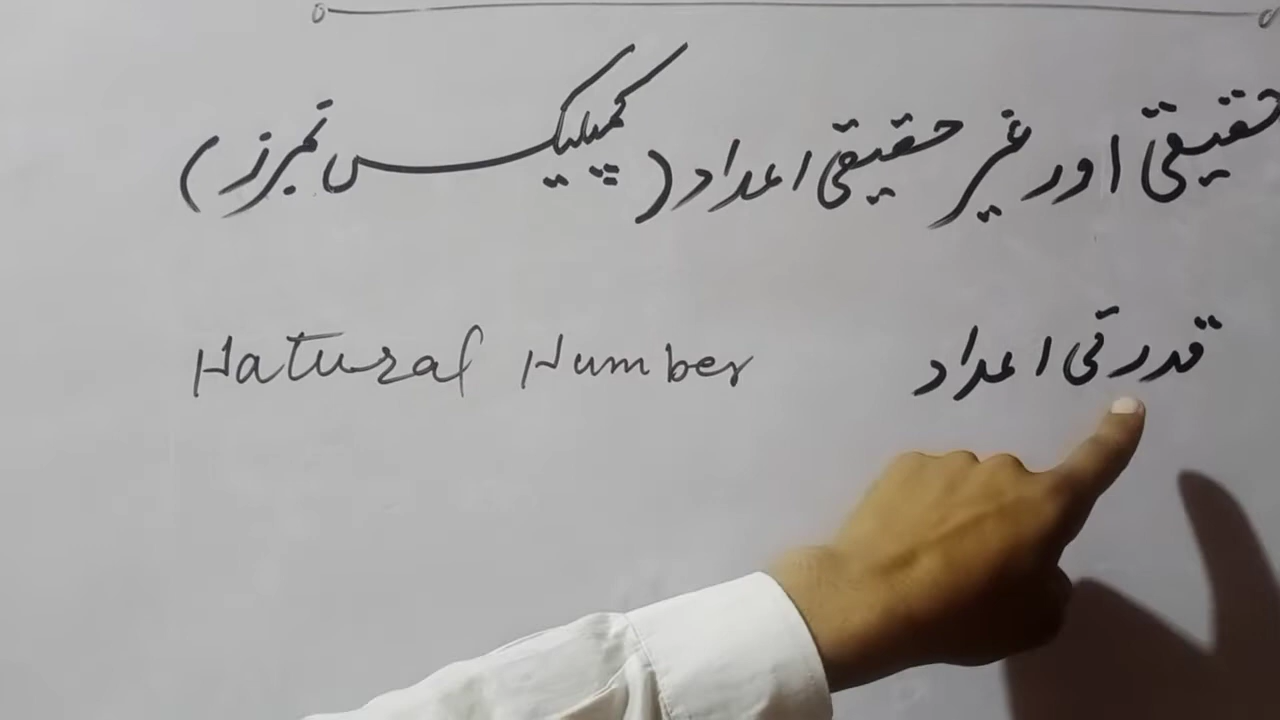 حقیقی اور غیر حقیقی اعداد (کمپلیکس نمبرز)
قدرتی اعداد Natural Number